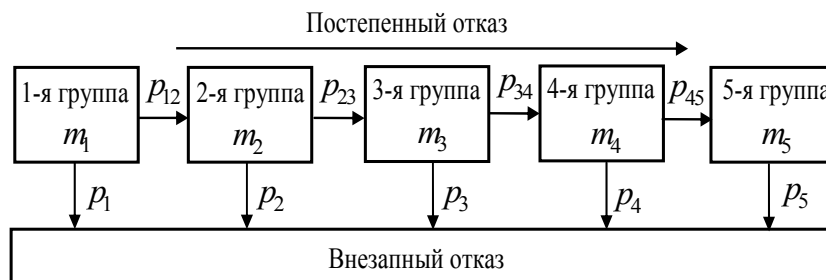 Постепенный отказ
1-я группа p12 2-я группа p23 3-я группа p34 4-я группа p45 5-я группа
m1 m2 m3 m4 m5
p1 p2 p3 p4 p5
Внезапный отказ